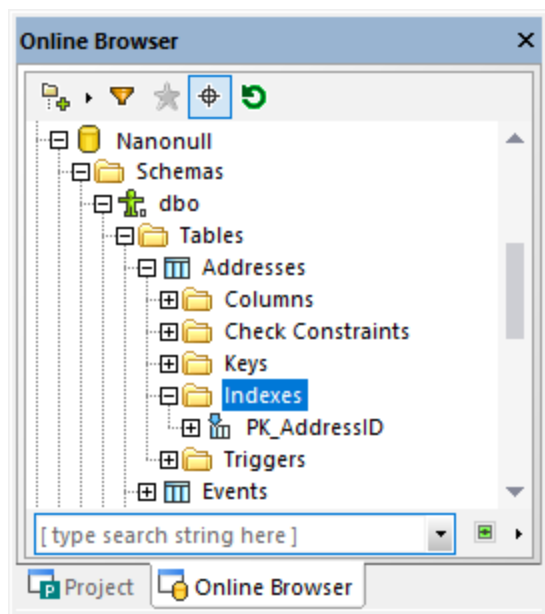 Online Browser
Nanonull
Schemas
dbo
Tables
Addresses
Columns
Check Constraints
Keys
Indexes
PK_AddressID
Triggers
Events
[ type search string here ]
Project Online Browser